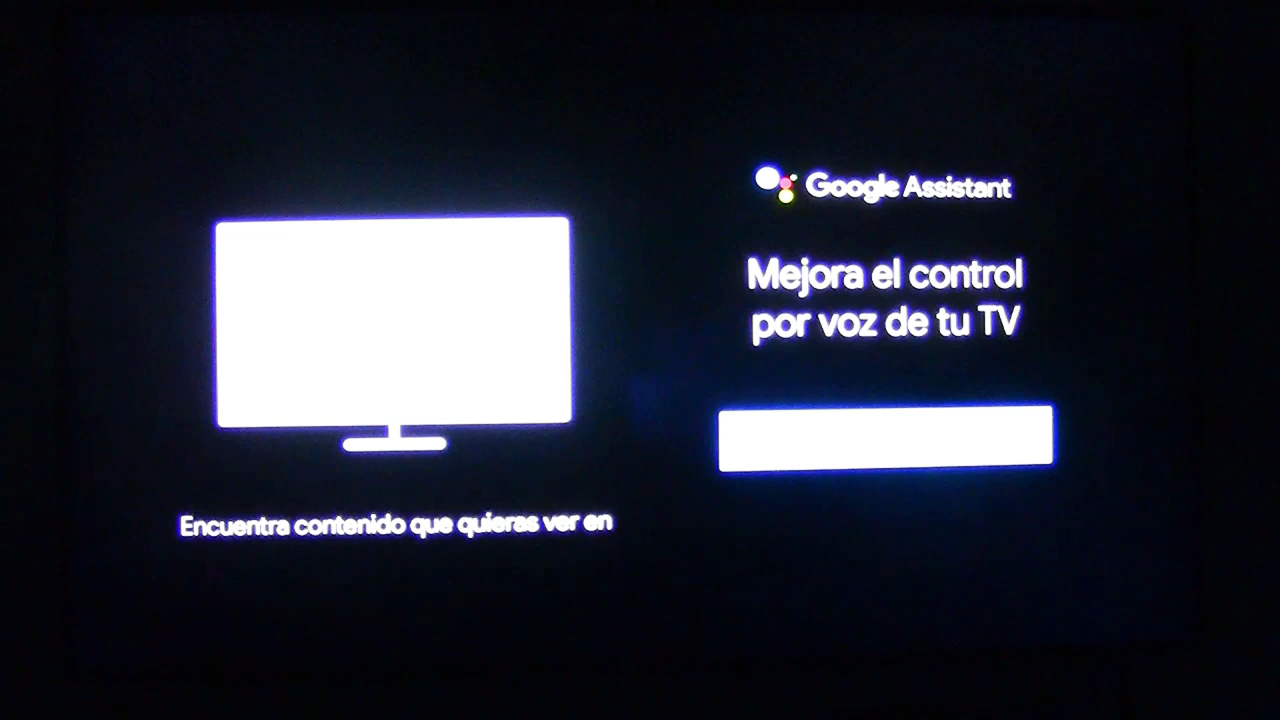 Google Assistant
Mejora el control
por voz de tu TV
Encuentra contenido que quieras ver en